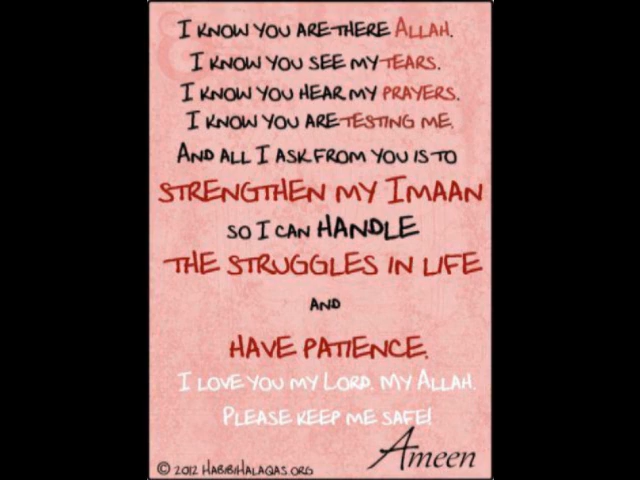 I KNOW YOU ARE THERE ALLAH.
I KNOW YOU SEE MY TEARS.
I KNOW YOU HEAR MY PRAYERS.
I KNOW YOU ARE TESTING ME.
AND ALL I ASK FROM YOU IS TO
STRENGTHEN MY IMAAN
SO I CAN HANDLE
THE STRUGGLES IN LIFE
AND
HAVE PATIENCE.
I LOVE YOU MY LORD. MY ALLAH.
PLEASE KEEP ME SAFE!
Ameen
© 2012 HABIBIHALAQAS.ORG